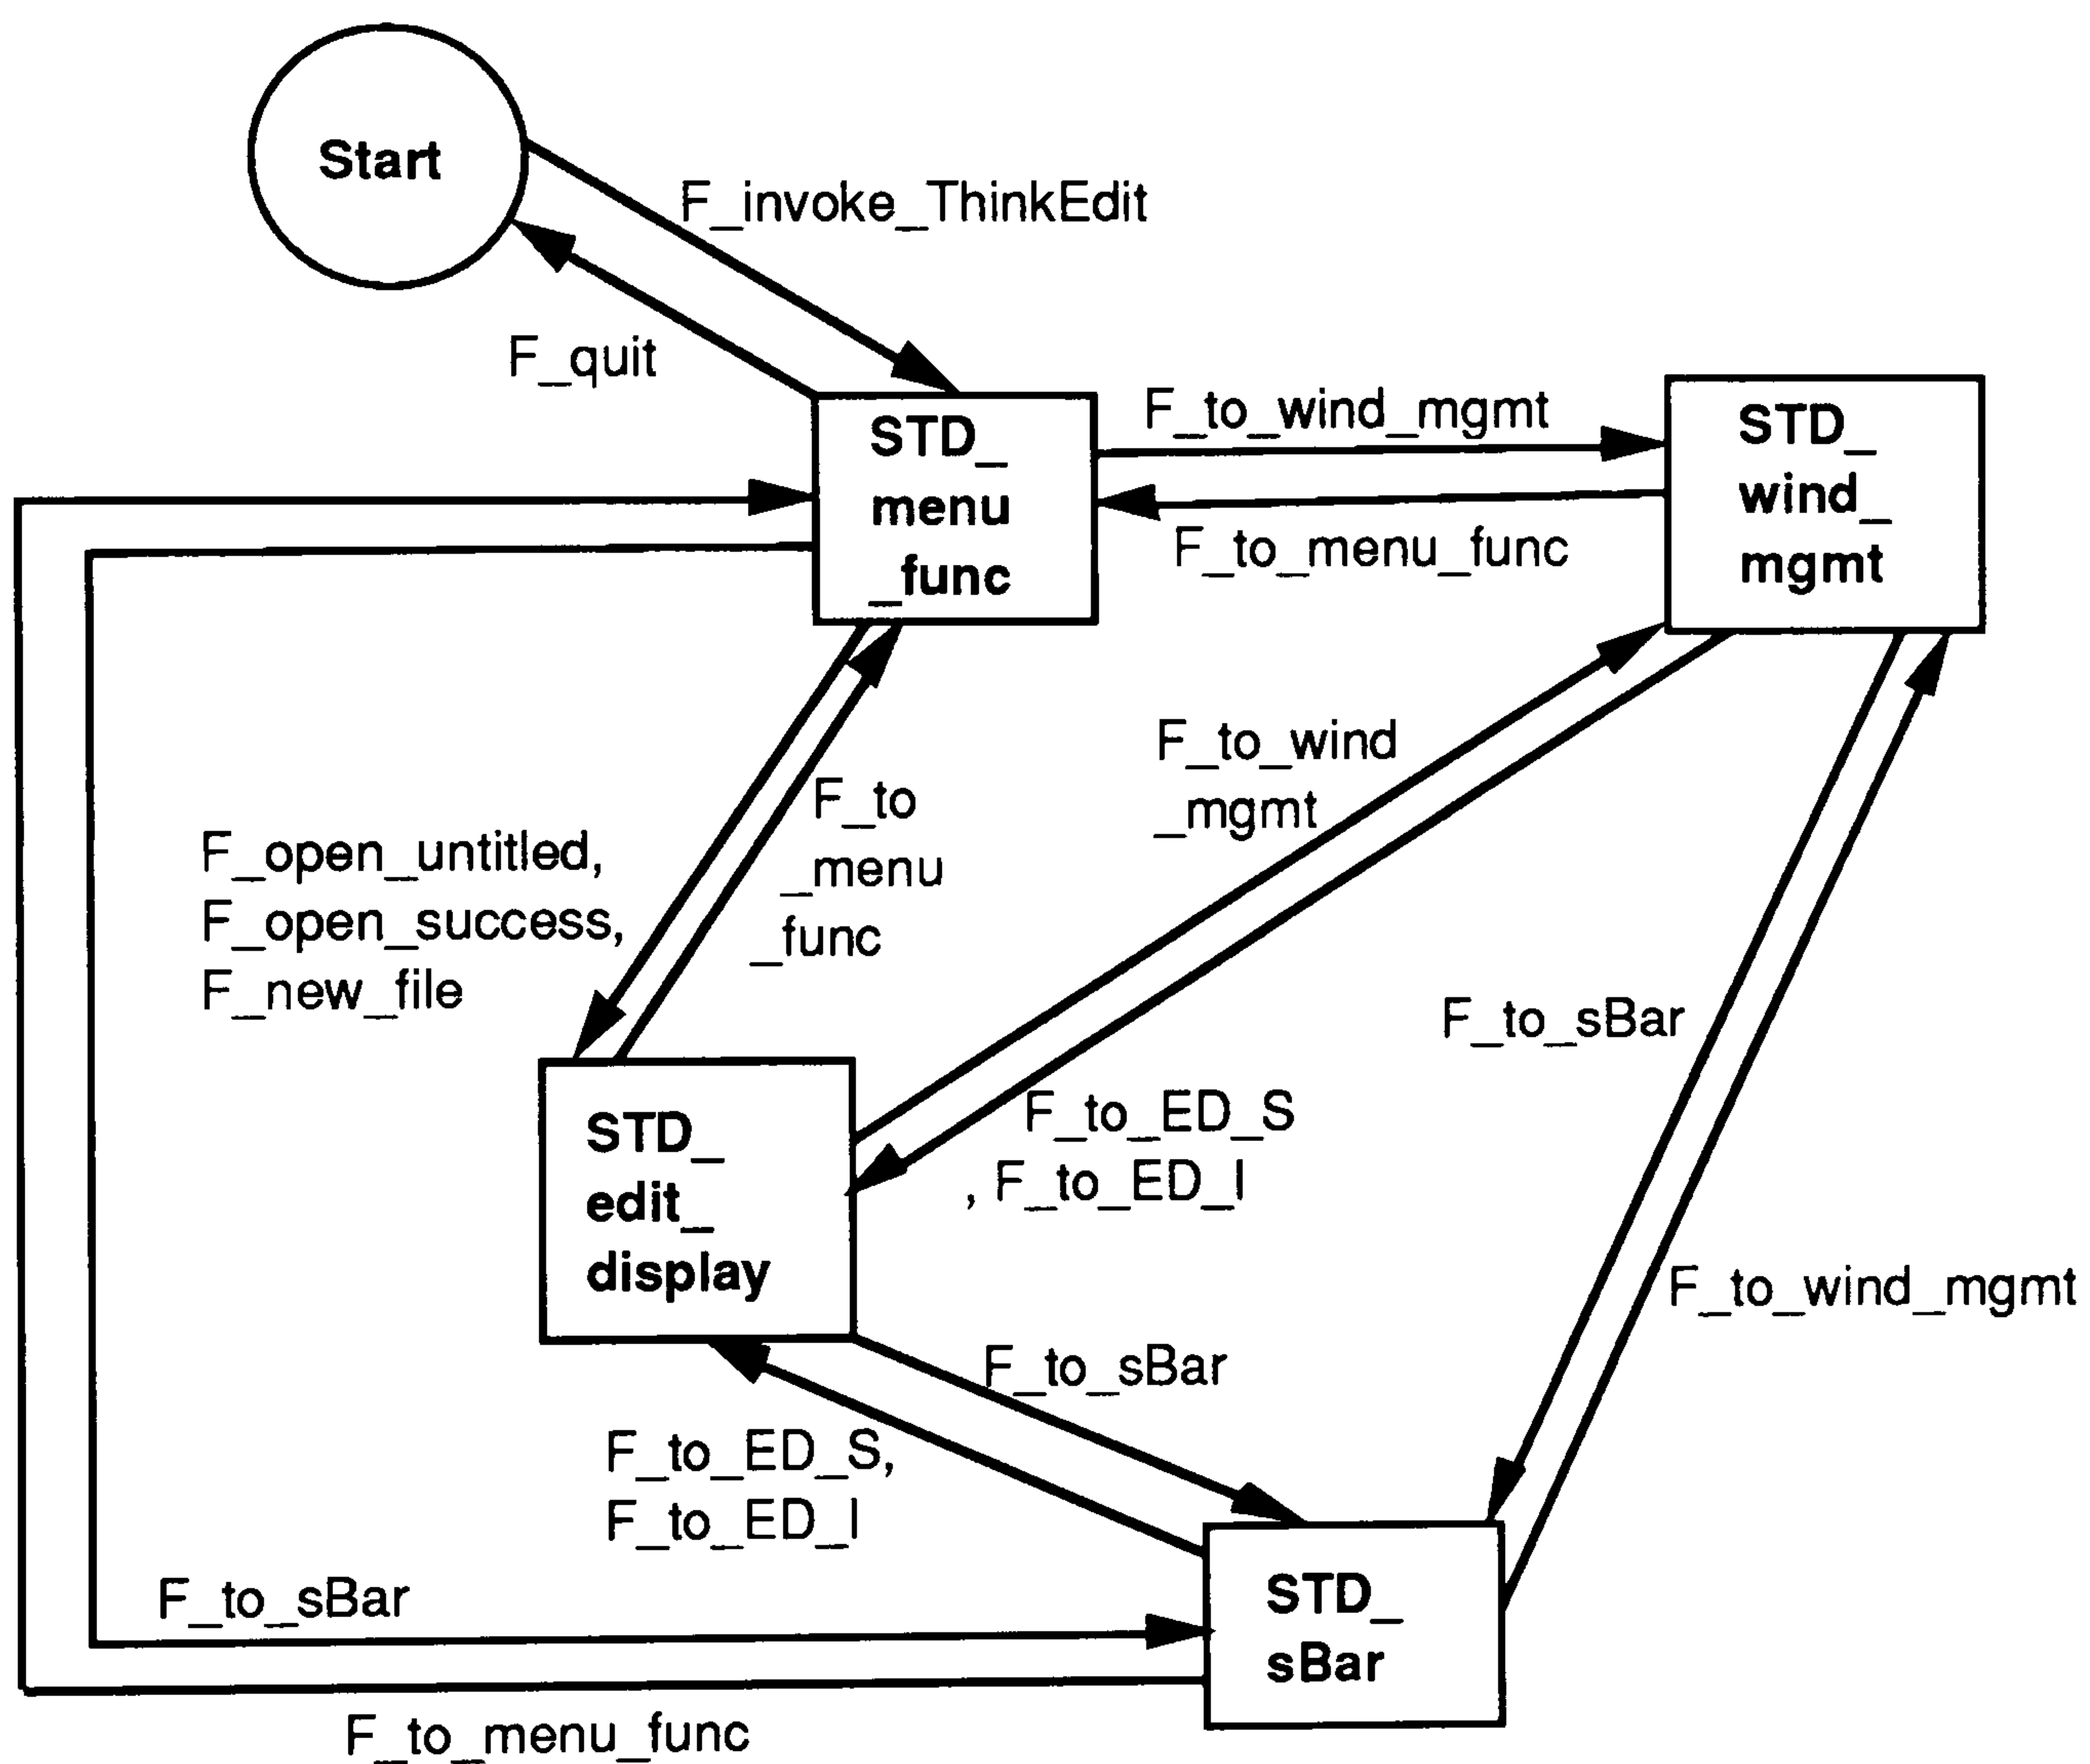 Start
F_invoke_ThinkEdit
F_quit
STD_
menu
_func
F_to_wind_mgmt
F_to_menu_func
STD_
wind_
mgmt
F_to_wind
_mgmt
F_to
_menu
_func
F_open_untitled,
F_open_success,
F_new_file
F_to_sBar
STD_
edit_
display
F_to_ED_S
, F_to_ED_I
F_to_wind_mgmt
F_to_sBar
F_to_ED_S,
F_to_ED_I
F_to_sBar
STD_
sBar
F_to_menu_func